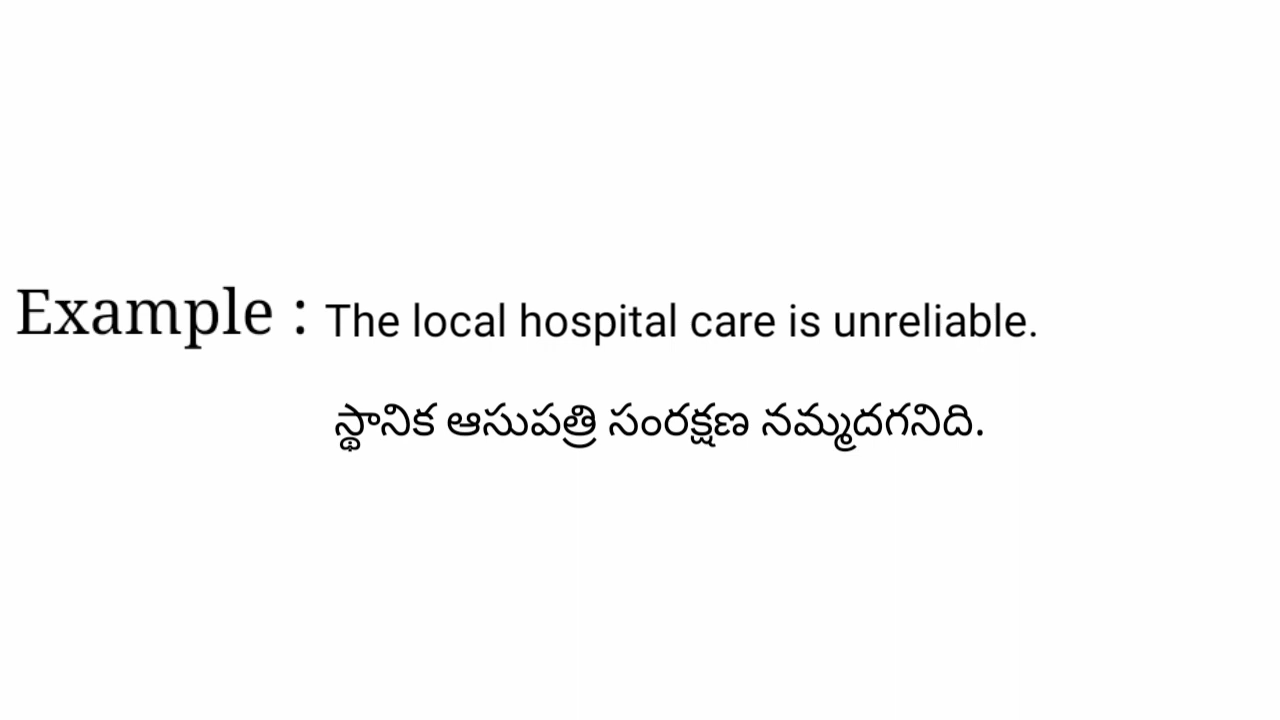 Example : The local hospital care is unreliable.
స్థానిక ఆసుపత్రి సంరక్షణ నమ్మదగనిది.